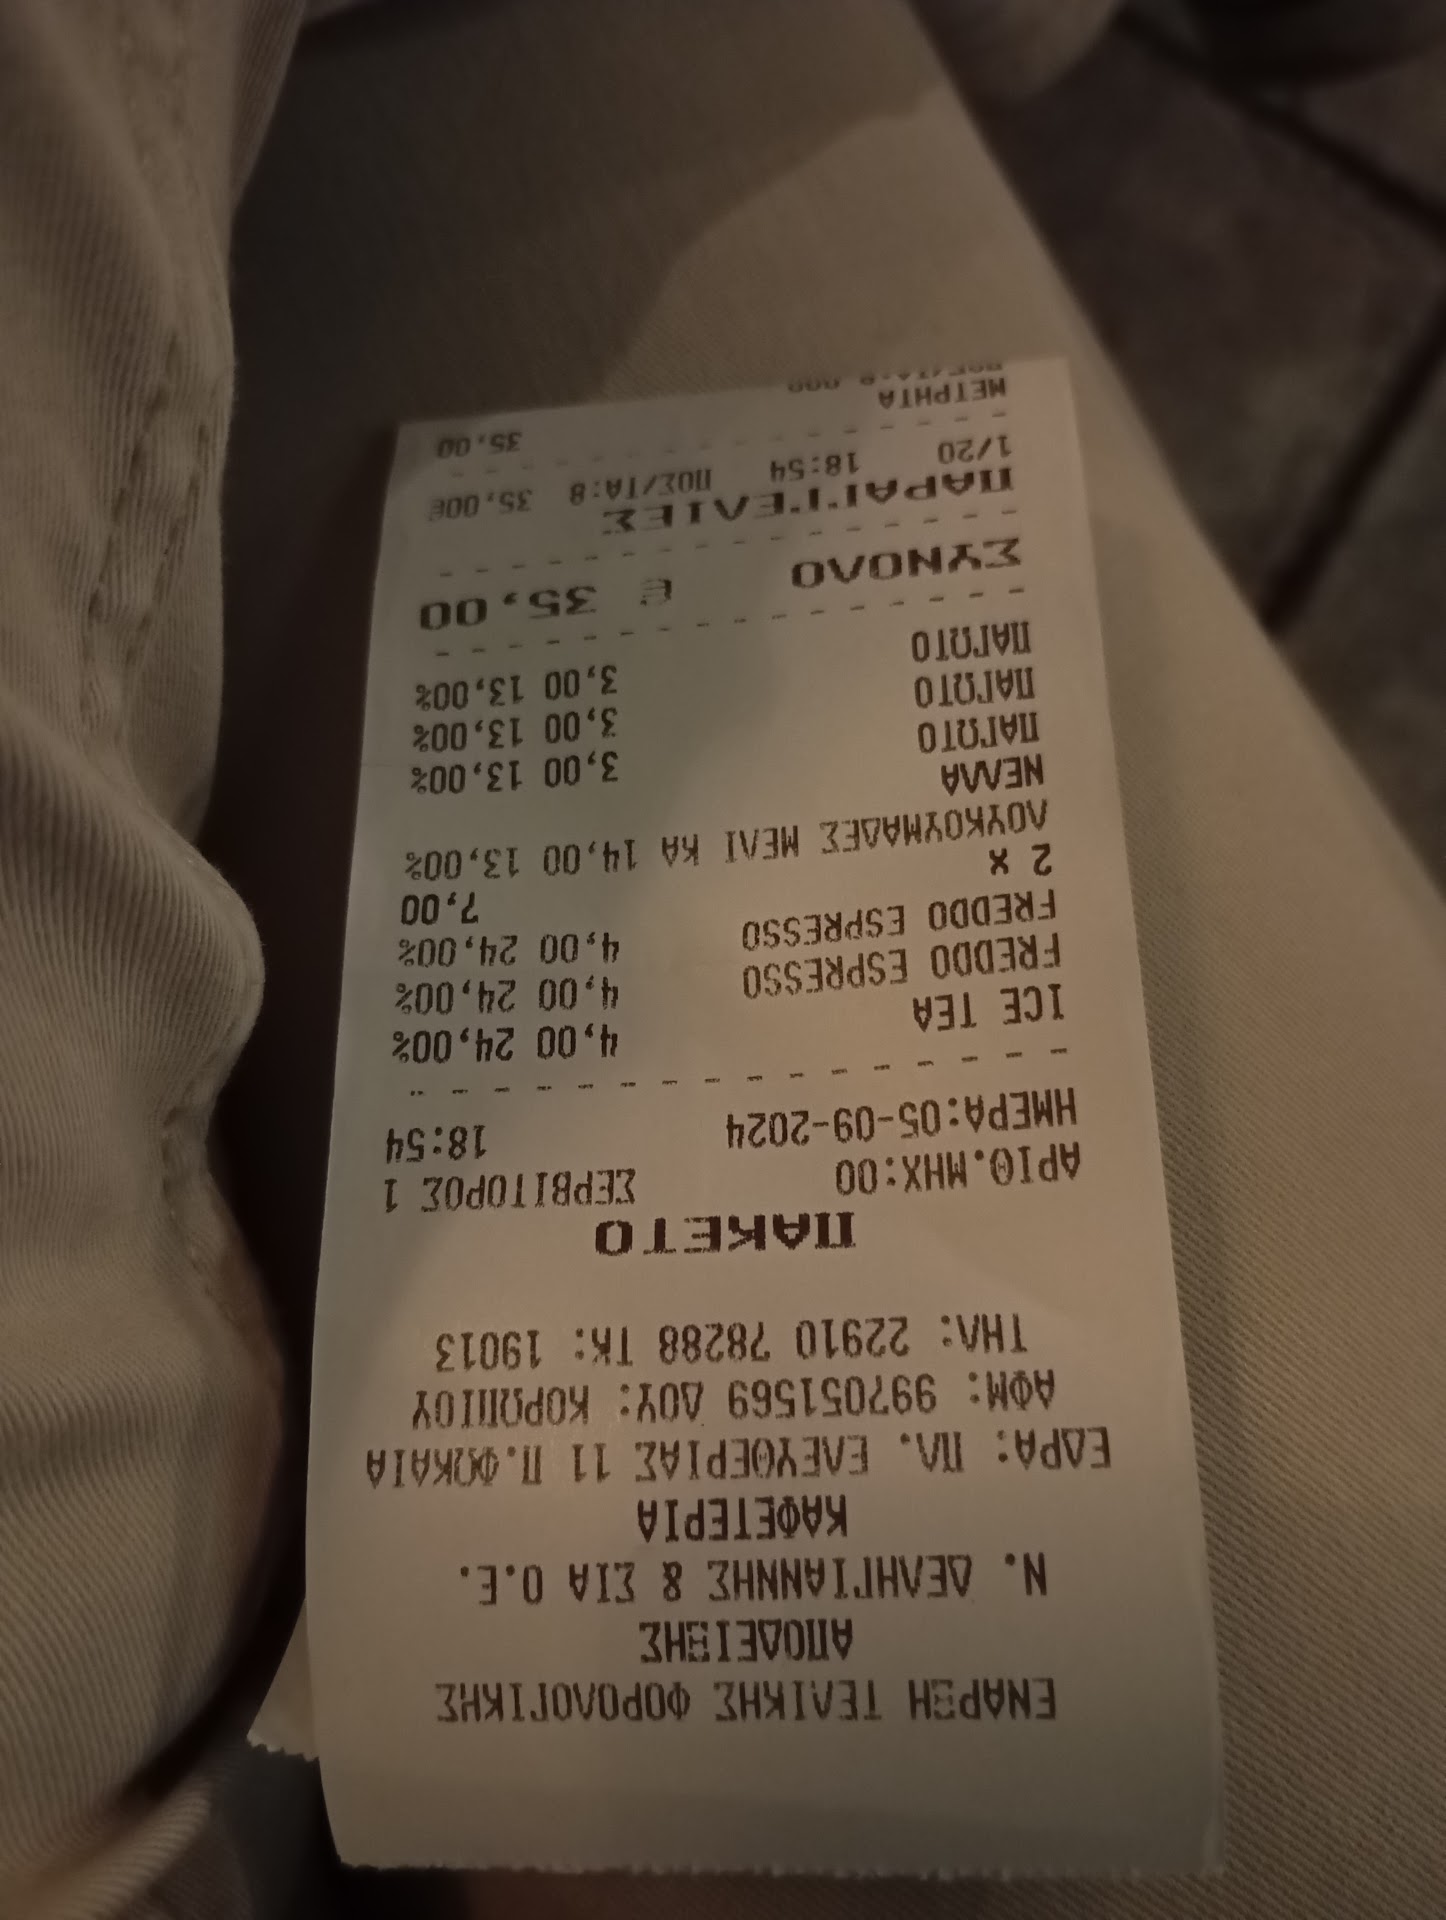 ΕΝΑΡΞΗ ΤΕΛΙΚΗΣ ΦΟΡΟΛΟΓΙΚΗΣ
ΑΠΟΔΕΙΞΗΣ
Ν. ΔΕΛΗΓΙΑΝΝΗΣ & ΣΙΑ Ο.Ε.
ΚΑΦΕΤΕΡΙΑ
ΕΔΡΑ: ΠΛ. ΕΛΕΥΘΕΡΙΑΣ 11 Π.ΦΩΚΑΙΑ
ΑΦΜ: 997051569 ΔΟΥ: ΚΟΡΩΠΙΟΥ
ΤΗΛ: 22910 78288 ΤΚ: 19013
ΠΑΚΕΤΟ
ΑΡΙΘ.ΜΗΧ:00 ΣΕΡΒΙΤΟΡΟΣ 1
ΗΜΕΡΑ:05-09-2024 18:54
ICE TEA 4,00 24,00%
FREDDO ESPRESSO 4,00 24,00%
FREDDO ESPRESSO 4,00 24,00%
2 x 7,00
ΛΟΥΚΟΥΜΑΔΕΣ ΜΕΛΙ ΚΑ 14,00 13,00%
ΝΕΛΛΑ
ΠΑΓΩΤΟ 3,00 13,00%
ΠΑΓΩΤΟ 3,00 13,00%
ΠΑΓΩΤΟ 3,00 13,00%
ΣΥΝΟΛΟ € 35,00
ΠΑΡΑΓΓΕΛΙΕΣ
1/20 18:54 ΠΟΣ/ΤΑ:8 35,00€
ΜΕΤΡΗΤΑ 35,00